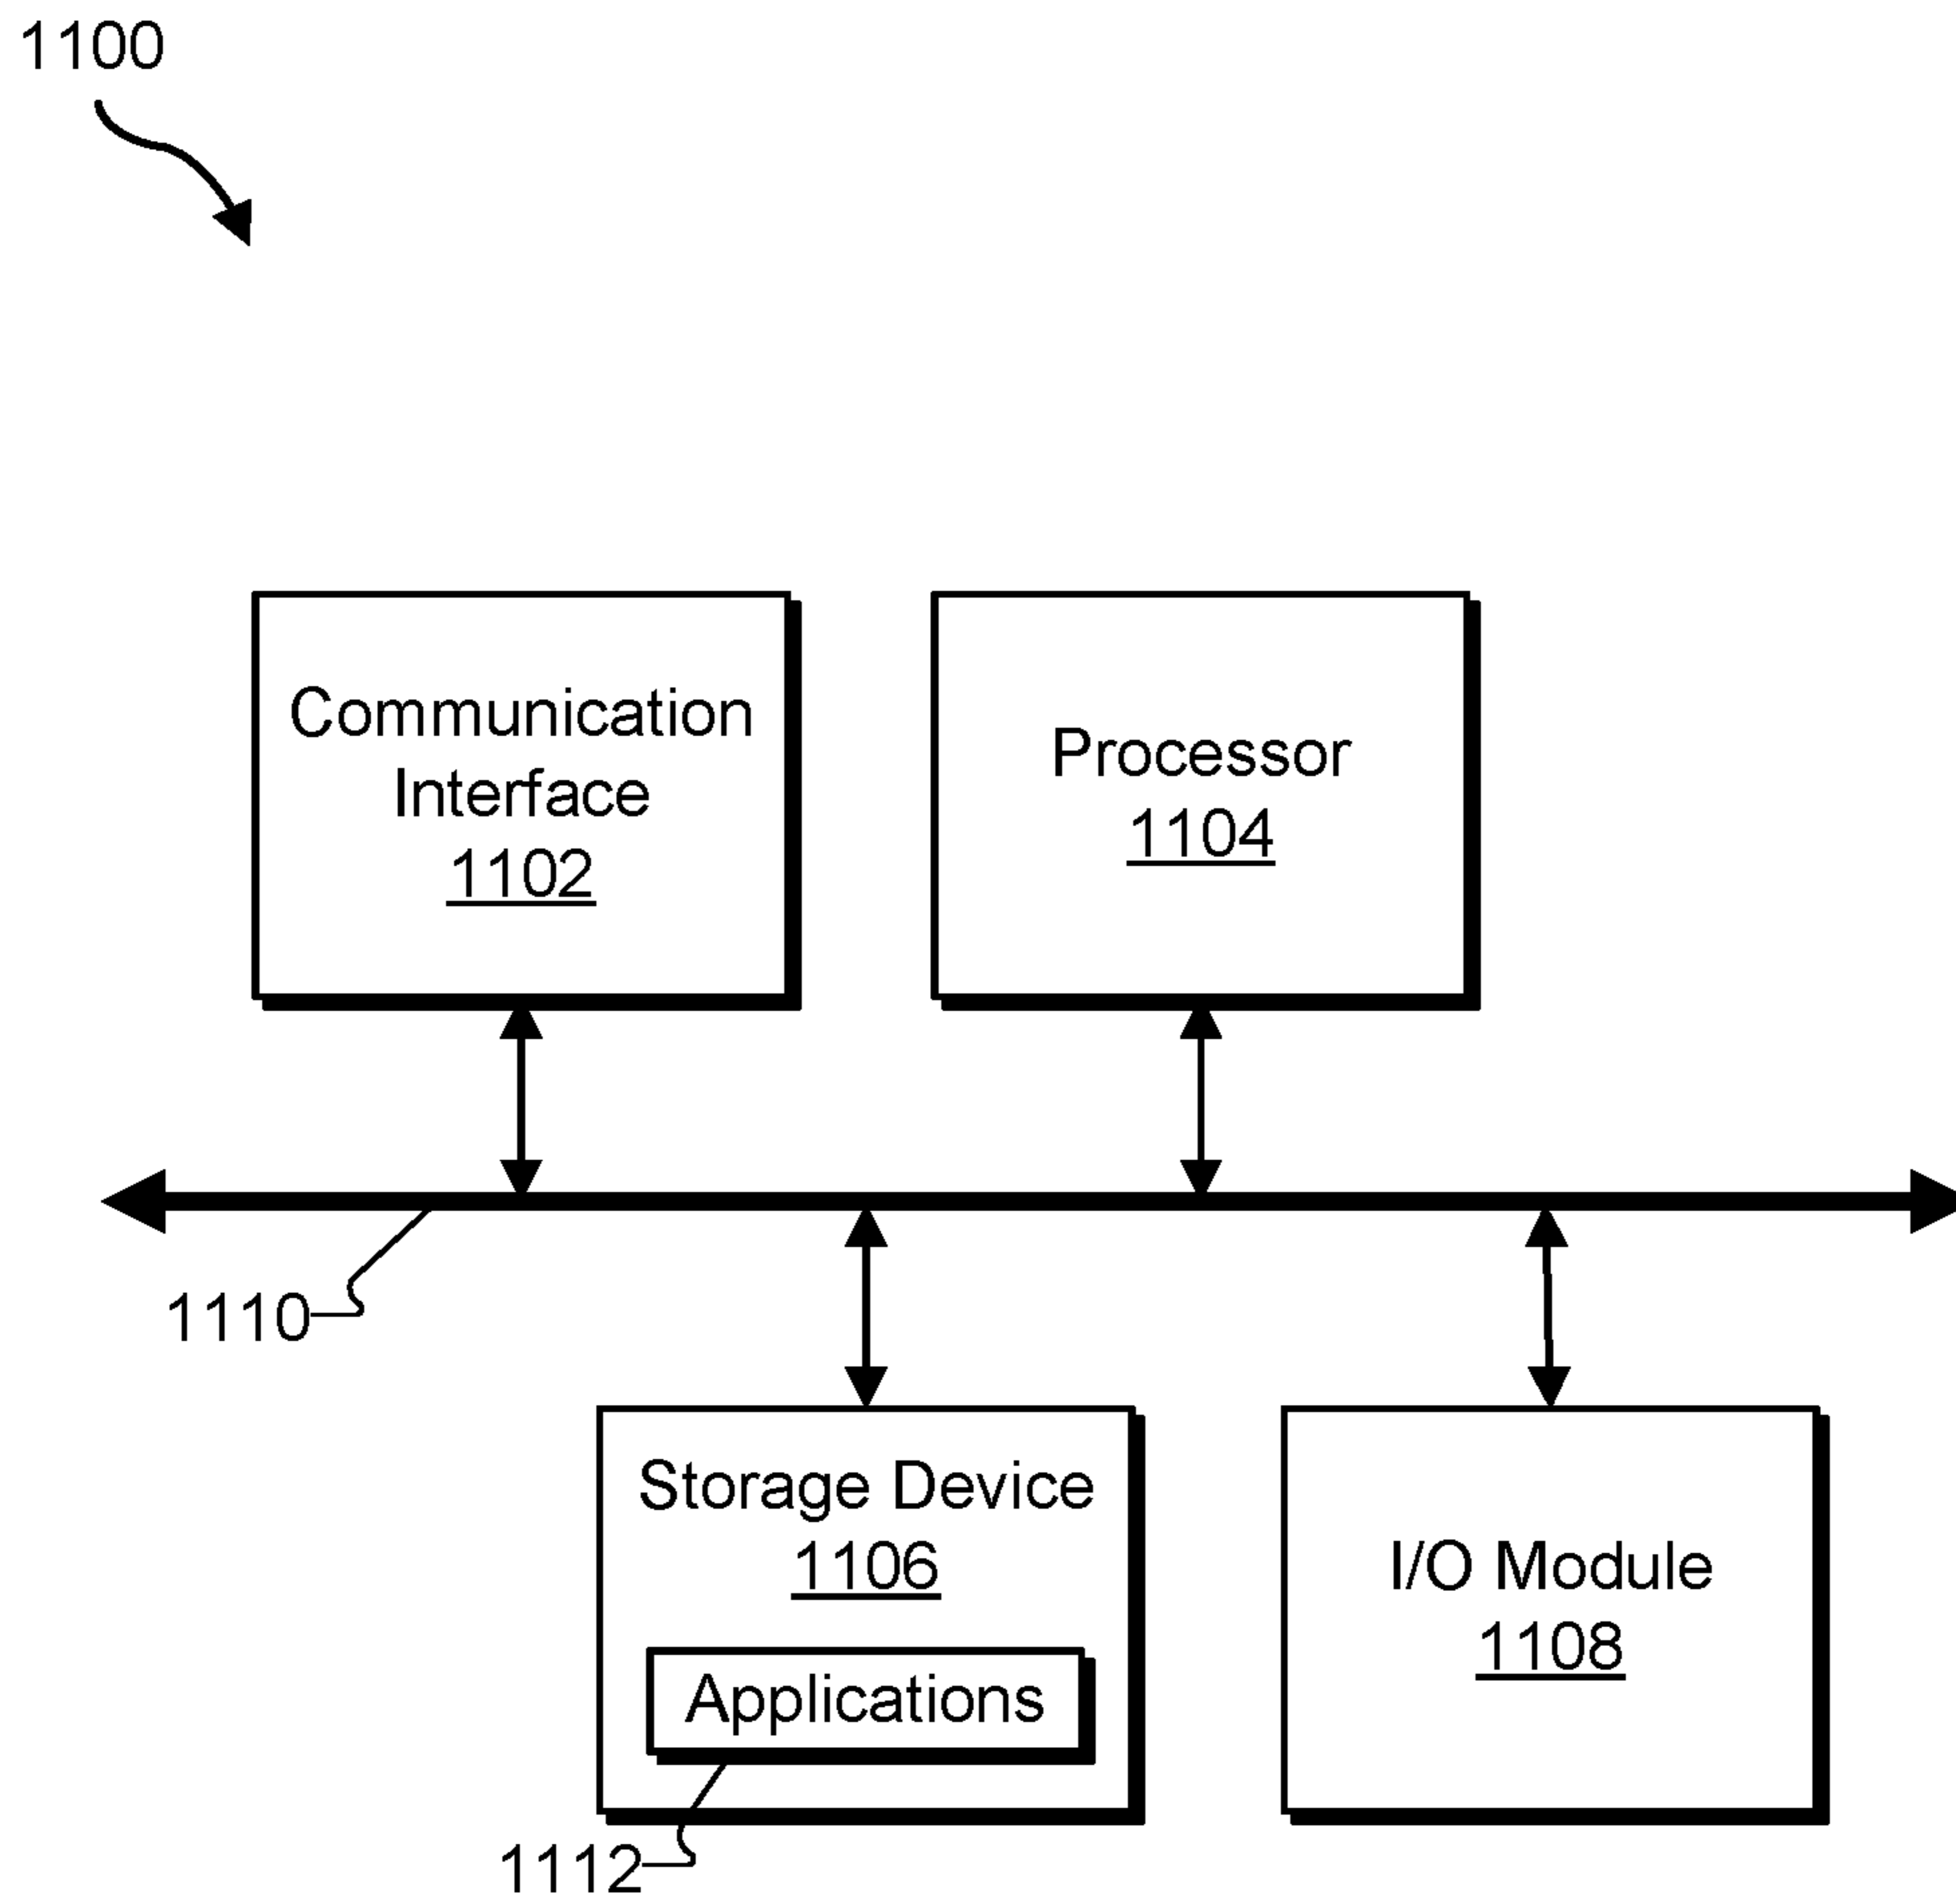 1100
Communication
Interface
1102
Processor
1104
1110
Storage Device
1106
Applications
1112
I/O Module
1108